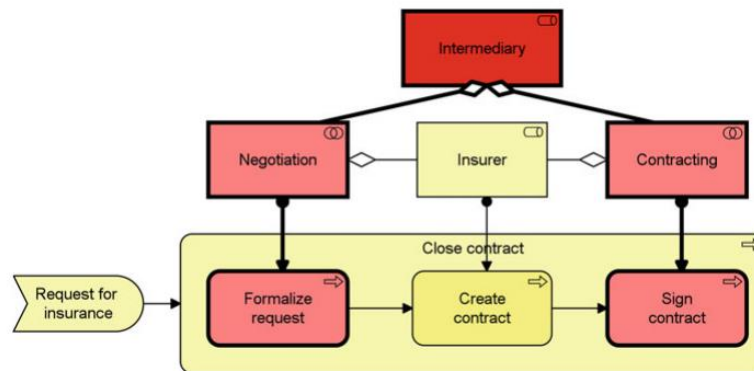 Intermediary
Negotiation
Insurer
Contracting
Close contract
Request for
insurance
Formalize
request
Create
contract
Sign
contract